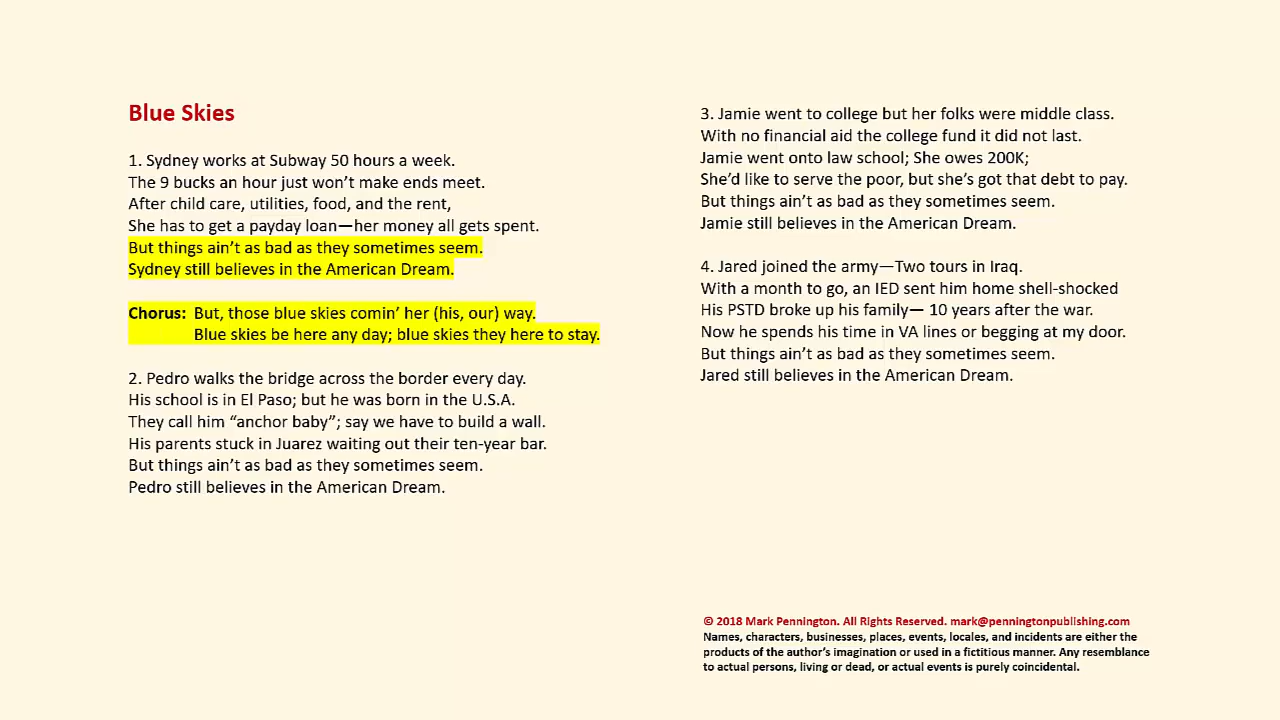 Blue Skies
1. Sydney works at Subway 50 hours a week.
The 9 bucks an hour just won’t make ends meet.
After child care, utilities, food, and the rent,
She has to get a payday loan—her money all gets spent.
But things ain’t as bad as they sometimes seem.
Sydney still believes in the American Dream.
Chorus: But, those blue skies comin’ her (his, our) way.
Blue skies be here any day; blue skies they here to stay.
2. Pedro walks the bridge across the border every day.
His school is in El Paso; but he was born in the U.S.A.
They call him “anchor baby”; say we have to build a wall.
His parents stuck in Juarez waiting out their ten-year bar.
But things ain’t as bad as they sometimes seem.
Pedro still believes in the American Dream.
3. Jamie went to college but her folks were middle class.
With no financial aid the college fund it did not last.
Jamie went onto law school; She owes 200K;
She’d like to serve the poor, but she’s got that debt to pay.
But things ain’t as bad as they sometimes seem.
Jamie still believes in the American Dream.
4. Jared joined the army—Two tours in Iraq.
With a month to go, an IED sent him home shell-shocked
His PSTD broke up his family— 10 years after the war.
Now he spends his time in VA lines or begging at my door.
But things ain’t as bad as they sometimes seem.
Jared still believes in the American Dream.
© 2018 Mark Pennington. All Rights Reserved. mark@penningtonpublishing.com
Names, characters, businesses, places, events, locales, and incidents are either the
products of the author’s imagination or used in a fictitious manner. Any resemblance
to actual persons, living or dead, or actual events is purely coincidental.